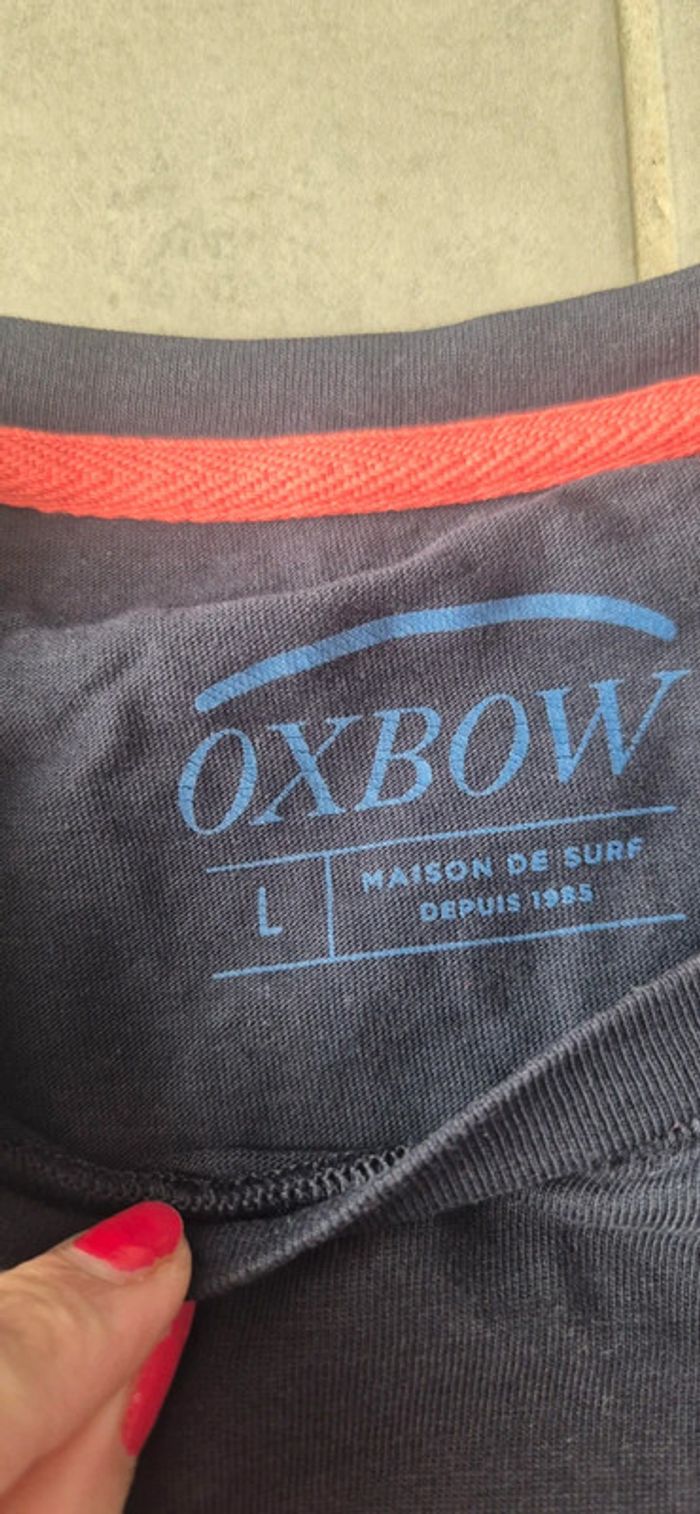 OXBOW
L
MAISON DE SURF
DEPUIS 1985